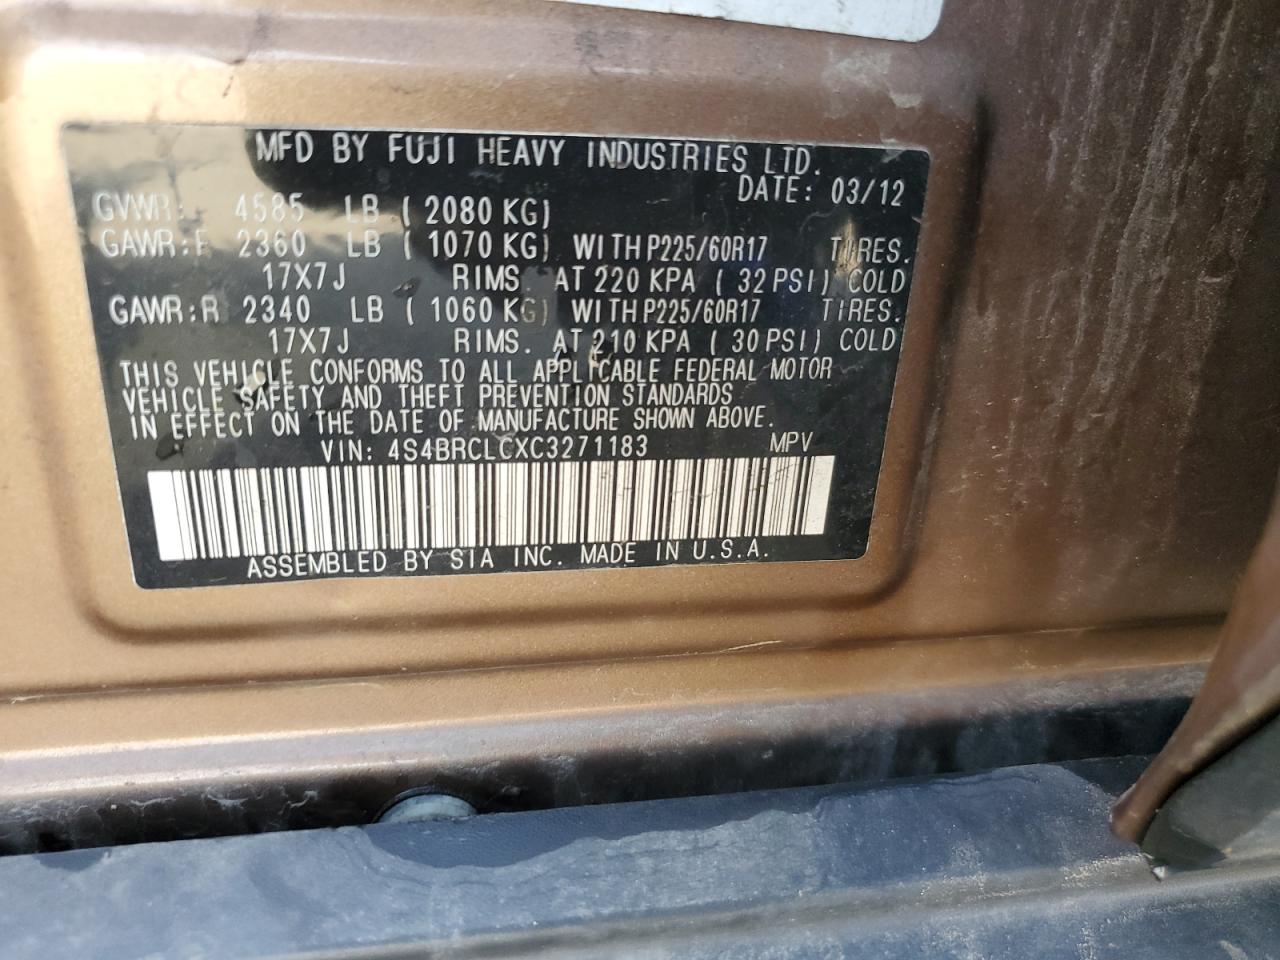 MFD BY FUJI HEAVY INDUSTRIES LTD.
DATE: 03/12
GVWR: 4585 LB ( 2080 KG)
GAWR:F 2360 LB ( 1070 KG) WITH P225/60R17 TIRES.
17X7J RIMS. AT 220 KPA ( 32 PSI) COLD
GAWR:R 2340 LB ( 1060 KG) WITH P225/60R17 TIRES.
17X7J RIMS. AT 210 KPA ( 30 PSI) COLD
THIS VEHICLE CONFORMS TO ALL APPLICABLE FEDERAL MOTOR
VEHICLE SAFETY AND THEFT PREVENTION STANDARDS
IN EFFECT ON THE DATE OF MANUFACTURE SHOWN ABOVE.
VIN: 4S4BRCLCXC3271183 MPV
ASSEMBLED BY SIA INC. MADE IN U.S.A.